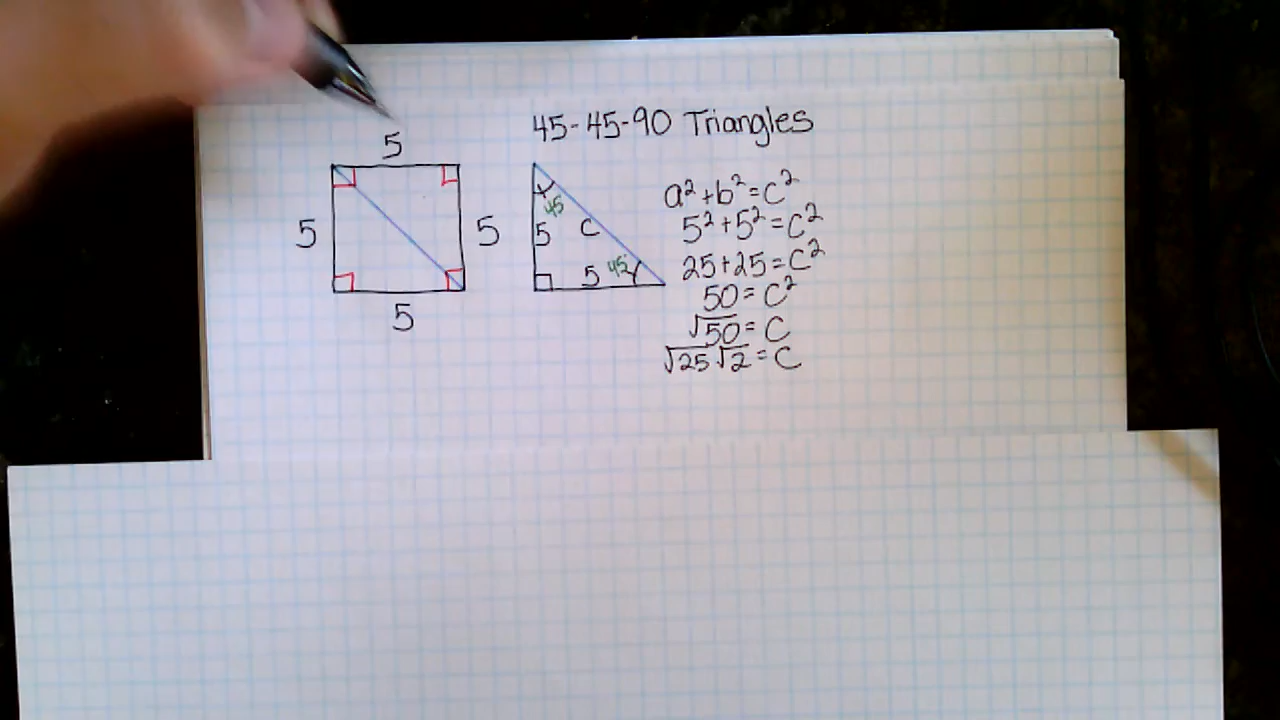 45-45-90 Triangles
5
5
5
5
45
5
C
5
45
a²+b²=c²
5²+5²=c²
25+25=c²
50=c²
√50=C
√25 √2=C